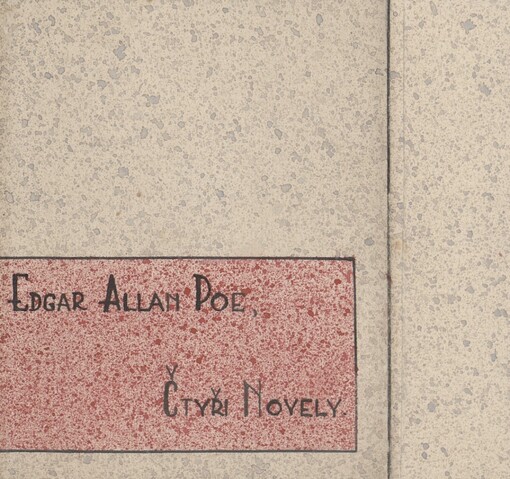 Edgar Allan Poe,
Čtyři Novely.